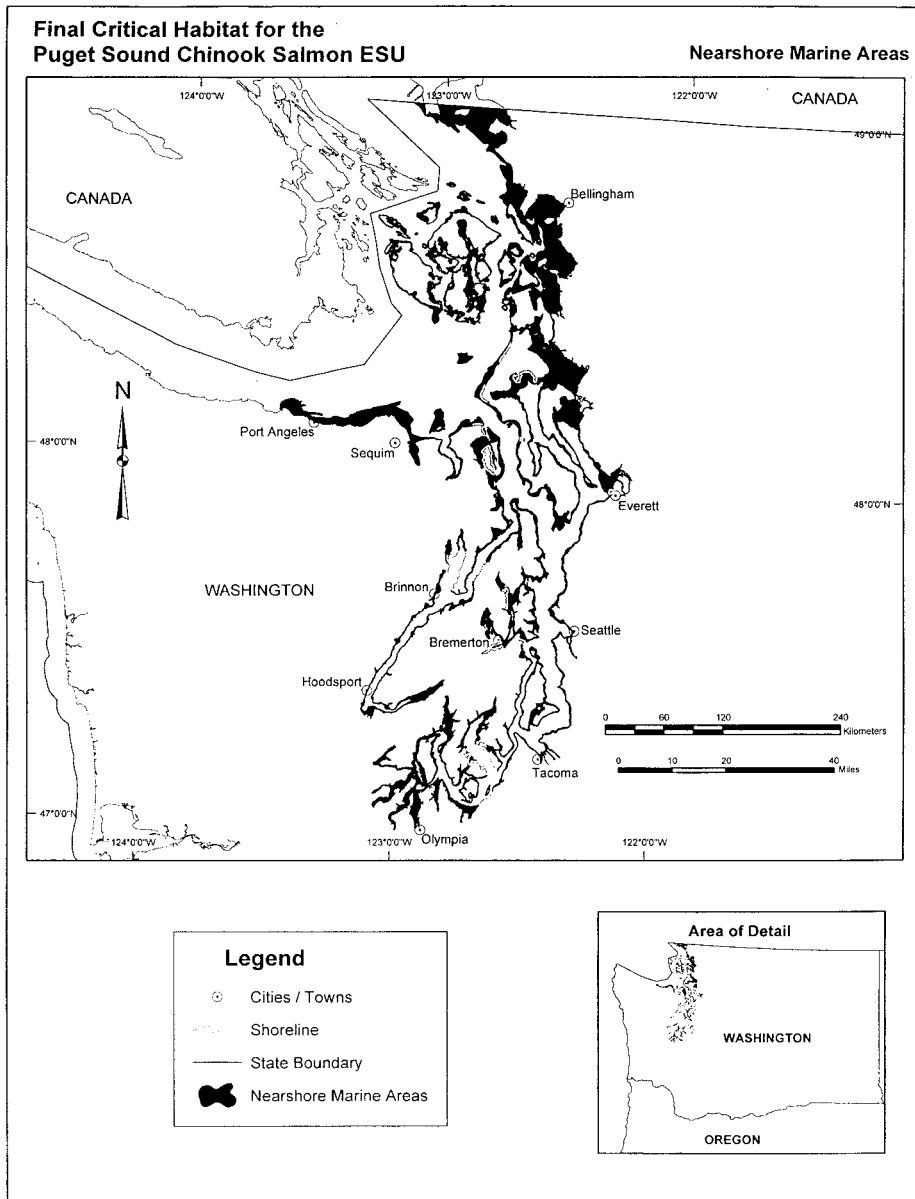 Final Critical Habitat for the
Puget Sound Chinook Salmon ESU
Nearshore Marine Areas
124°0'0"W
123°0'0"W
122°0'0"W
CANADA
49°0'0"N
CANADA
Bellingham
N
Port Angeles
48°0'0"N
Sequim
Everett
48°0'0"N
WASHINGTON
Brinnon
Seattle
Bremerton
Hoodsport
0 60 120 240
Kilometers
0 10 20 40
Miles
Tacoma
47°0'0"N
Olympia
124°0'0"W
123°0'0"W
122°0'0"W
Legend
Cities / Towns
Shoreline
State Boundary
Nearshore Marine Areas
Area of Detail
WASHINGTON
OREGON